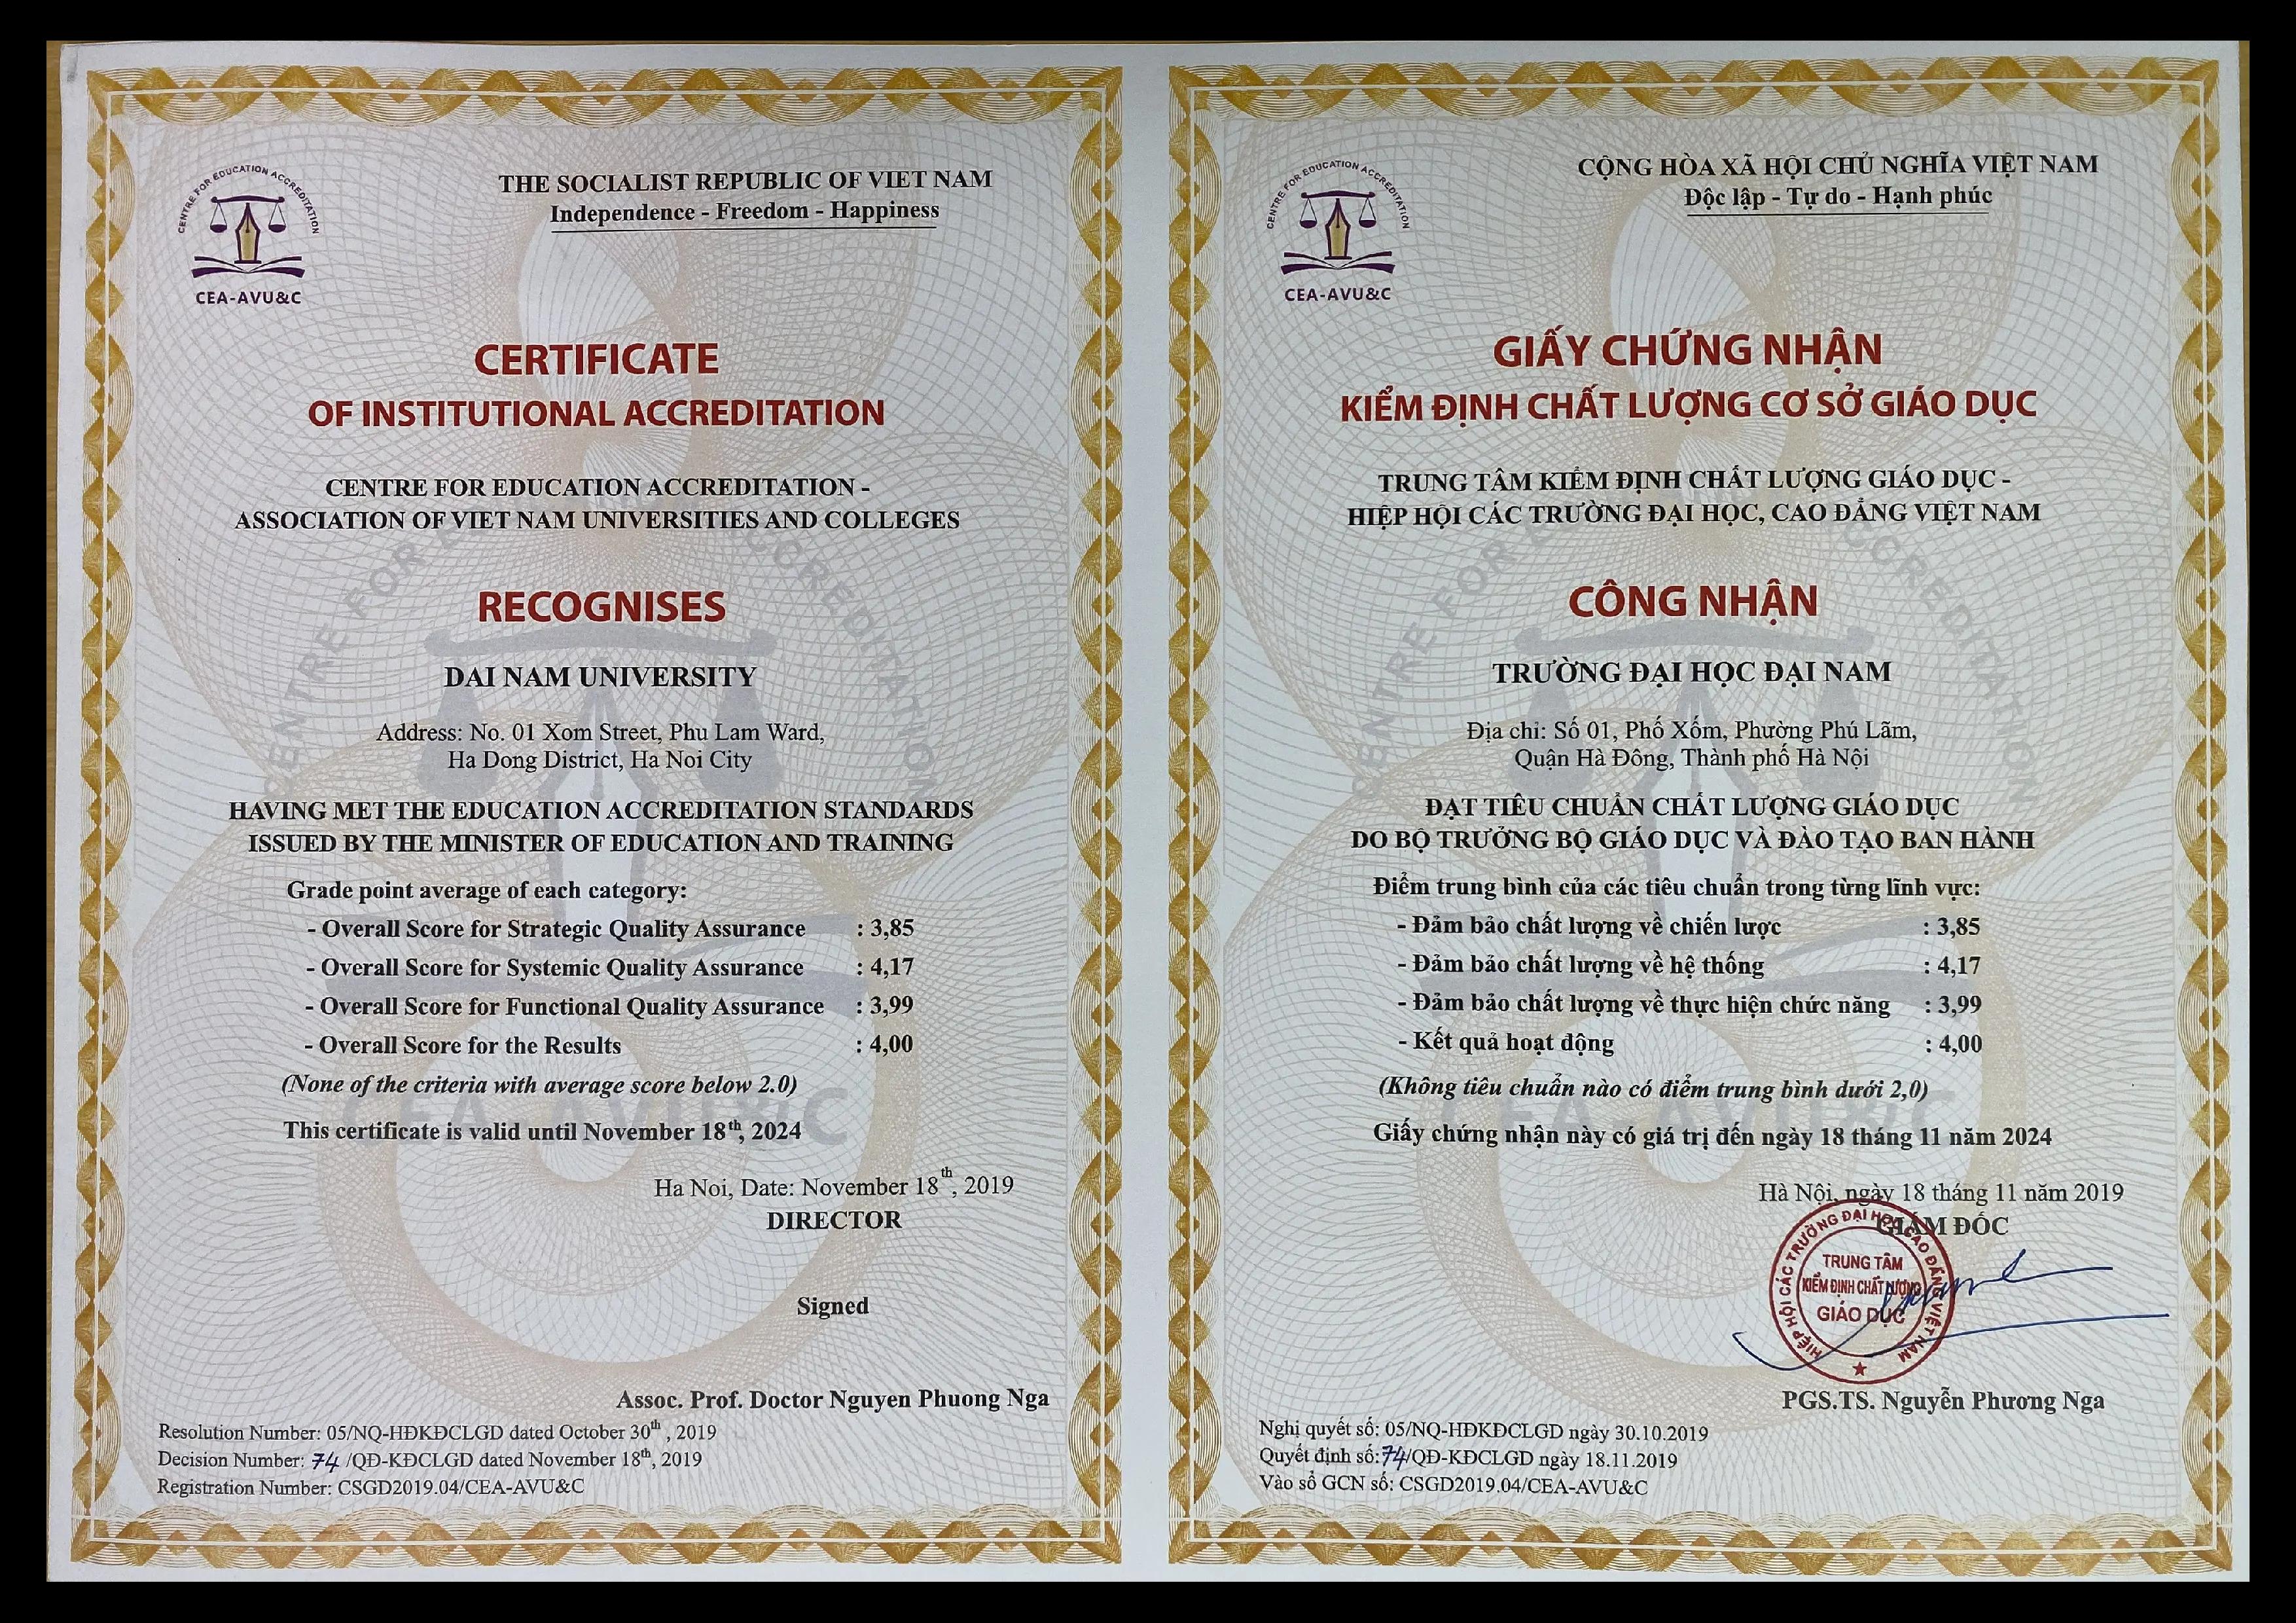 CENTRE FOR EDUCATION ACCREDITATION
CEA-AVU&C
THE SOCIALIST REPUBLIC OF VIET NAM
Independence - Freedom - Happiness
CERTIFICATE
OF INSTITUTIONAL ACCREDITATION
CENTRE FOR EDUCATION ACCREDITATION -
ASSOCIATION OF VIET NAM UNIVERSITIES AND COLLEGES
RECOGNISES
DAI NAM UNIVERSITY
Address: No. 01 Xom Street, Phu Lam Ward,
Ha Dong District, Ha Noi City
HAVING MET THE EDUCATION ACCREDITATION STANDARDS
ISSUED BY THE MINISTER OF EDUCATION AND TRAINING
Grade point average of each category:
- Overall Score for Strategic Quality Assurance : 3,85
- Overall Score for Systemic Quality Assurance : 4,17
- Overall Score for Functional Quality Assurance : 3,99
- Overall Score for the Results : 4,00
(None of the criteria with average score below 2.0)
This certificate is valid until November 18th, 2024
Ha Noi, Date: November 18th, 2019
DIRECTOR
Signed
Assoc. Prof. Doctor Nguyen Phuong Nga
Resolution Number: 05/NQ-HĐKĐCLGD dated October 30th , 2019
Decision Number: 74 /QĐ-KĐCLGD dated November 18th, 2019
Registration Number: CSGD2019.04/CEA-AVU&C
CENTRE FOR EDUCATION ACCREDITATION
CEA-AVU&C
CỘNG HÒA XÃ HỘI CHỦ NGHĨA VIỆT NAM
Độc lập - Tự do - Hạnh phúc
GIẤY CHỨNG NHẬN
KIỂM ĐỊNH CHẤT LƯỢNG CƠ SỞ GIÁO DỤC
TRUNG TÂM KIỂM ĐỊNH CHẤT LƯỢNG GIÁO DỤC -
HIỆP HỘI CÁC TRƯỜNG ĐẠI HỌC, CAO ĐẲNG VIỆT NAM
CÔNG NHẬN
TRƯỜNG ĐẠI HỌC ĐẠI NAM
Địa chỉ: Số 01, Phố Xốm, Phường Phú Lãm,
Quận Hà Đông, Thành phố Hà Nội
ĐẠT TIÊU CHUẨN CHẤT LƯỢNG GIÁO DỤC
DO BỘ TRƯỞNG BỘ GIÁO DỤC VÀ ĐÀO TẠO BAN HÀNH
Điểm trung bình của các tiêu chuẩn trong từng lĩnh vực:
- Đảm bảo chất lượng về chiến lược : 3,85
- Đảm bảo chất lượng về hệ thống : 4,17
- Đảm bảo chất lượng về thực hiện chức năng : 3,99
- Kết quả hoạt động : 4,00
(Không tiêu chuẩn nào có điểm trung bình dưới 2,0)
Giấy chứng nhận này có giá trị đến ngày 18 tháng 11 năm 2024
Hà Nội, ngày 18 tháng 11 năm 2019
GIÁM ĐỐC
HIỆP HỘI CÁC TRƯỜNG ĐẠI HỌC, CAO ĐẲNG VIỆT NAM
TRUNG TÂM
KIỂM ĐỊNH CHẤT LƯỢNG
GIÁO DỤC
PGS.TS. Nguyễn Phương Nga
Nghị quyết số: 05/NQ-HĐKĐCLGD ngày 30.10.2019
Quyết định số:74/QĐ-KĐCLGD ngày 18.11.2019
Vào sổ GCN số: CSGD2019.04/CEA-AVU&C